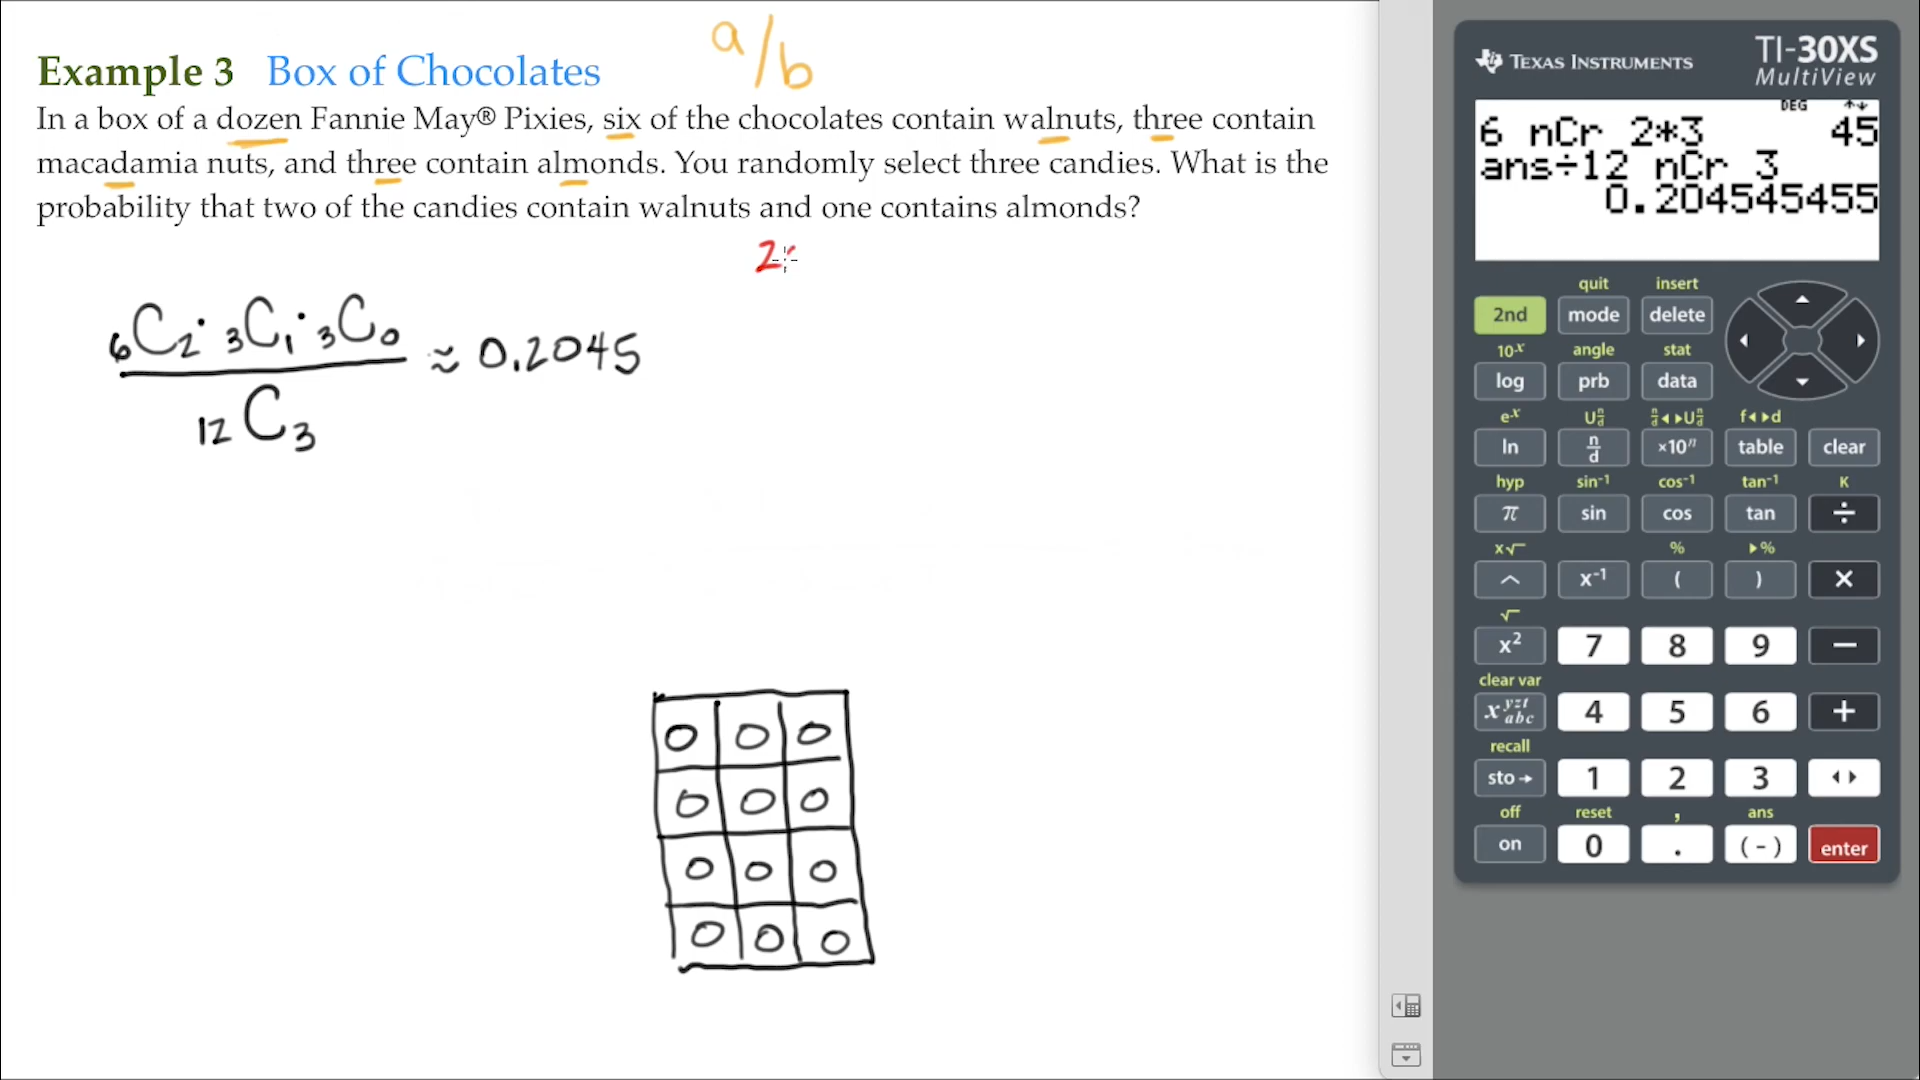 a/b
Example 3 Box of Chocolates
In a box of a dozen Fannie May® Pixies, six of the chocolates contain walnuts, three contain
macadamia nuts, and three contain almonds. You randomly select three candies. What is the
probability that two of the candies contain walnuts and one contains almonds?
2
₆C₂·₃C₁·₃C₀
≈ 0.2045
₁₂C₃
TEXAS INSTRUMENTS
TI-30XS
MultiView
DEG
6 nCr 2*3 45
ans÷12 nCr 3
0.204545455
quit insert
2nd mode delete
10ˣ angle stat
log prb data
eˣ U n/d n/d◂▸U n/d f◂▸d
ln n/d ×10ⁿ table clear
hyp sin⁻¹ cos⁻¹ tan⁻¹ K
π sin cos tan ÷
ˣ√ % ▸%
^ x⁻¹ ( ) ×
√
x² 7 8 9 −
clear var
x yzt abc 4 5 6 +
recall
sto→ 1 2 3 ◂▸
off reset , ans
on 0 . (-) enter